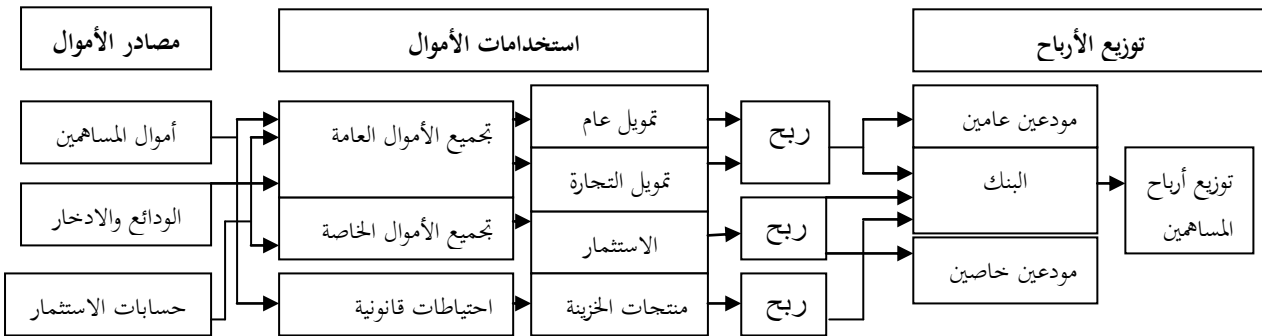 مصادر الأموال
استخدامات الأموال
توزيع الأرباح
أموال المساهمين
الودائع والادخار
حسابات الاستثمار
تجميع الأموال العامة
تجميع الأموال الخاصة
احتياطات قانونية
تمويل عام
تمويل التجارة
الاستثمار
منتجات الخزينة
ربح
ربح
ربح
مودعين عامين
البنك
مودعين خاصين
توزيع أرباح
المساهمين